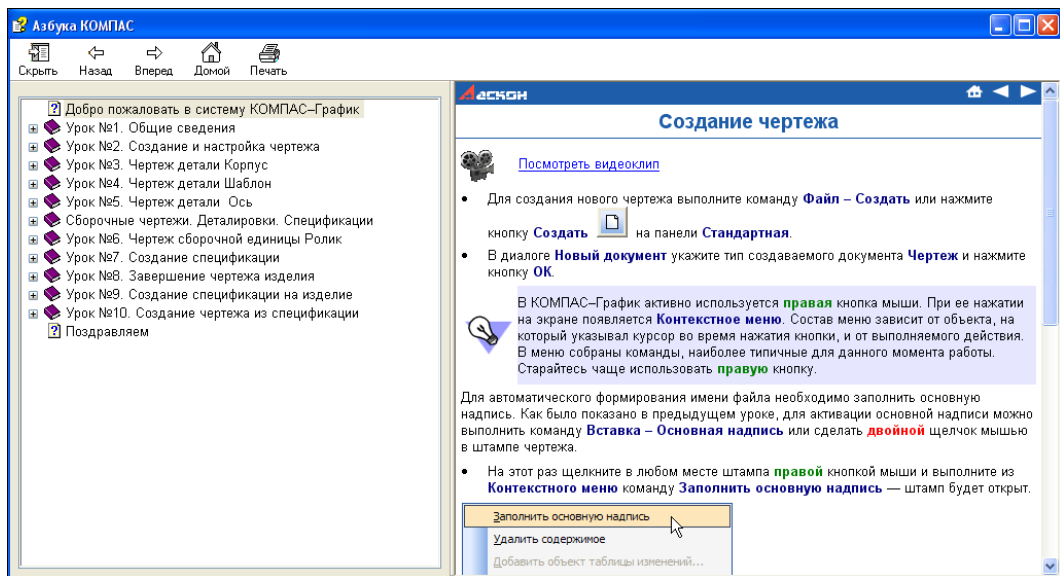 Азбука КОМПАС
Скрыть Назад Вперед Домой Печать
Добро пожаловать в систему КОМПАС–График
Урок №1. Общие сведения
Урок №2. Создание и настройка чертежа
Урок №3. Чертеж детали Корпус
Урок №4. Чертеж детали Шаблон
Урок №5. Чертеж детали Ось
Сборочные чертежи. Деталировки. Спецификации
Урок №6. Чертеж сборочной единицы Ролик
Урок №7. Создание спецификации
Урок №8. Завершение чертежа изделия
Урок №9. Создание спецификации на изделие
Урок №10. Создание чертежа из спецификации
Поздравляем
Аскон
Создание чертежа
Посмотреть видеоклип
• Для создания нового чертежа выполните команду Файл – Создать или нажмите
кнопку Создать на панели Стандартная.
• В диалоге Новый документ укажите тип создаваемого документа Чертеж и нажмите
кнопку ОК.
В КОМПАС–График активно используется правая кнопка мыши. При ее нажатии
на экране появляется Контекстное меню. Состав меню зависит от объекта, на
который указывал курсор во время нажатия кнопки, и от выполняемого действия.
В меню собраны команды, наиболее типичные для данного момента работы.
Старайтесь чаще использовать правую кнопку.
Для автоматического формирования имени файла необходимо заполнить основную
надпись. Как было показано в предыдущем уроке, для активации основной надписи можно
выполнить команду Вставка – Основная надпись или сделать двойной щелчок мышью
в штампе чертежа.
• На этот раз щелкните в любом месте штампа правой кнопкой мыши и выполните из
Контекстного меню команду Заполнить основную надпись — штамп будет открыт.
Заполнить основную надпись
Удалить содержимое
Добавить объект таблицы изменений...